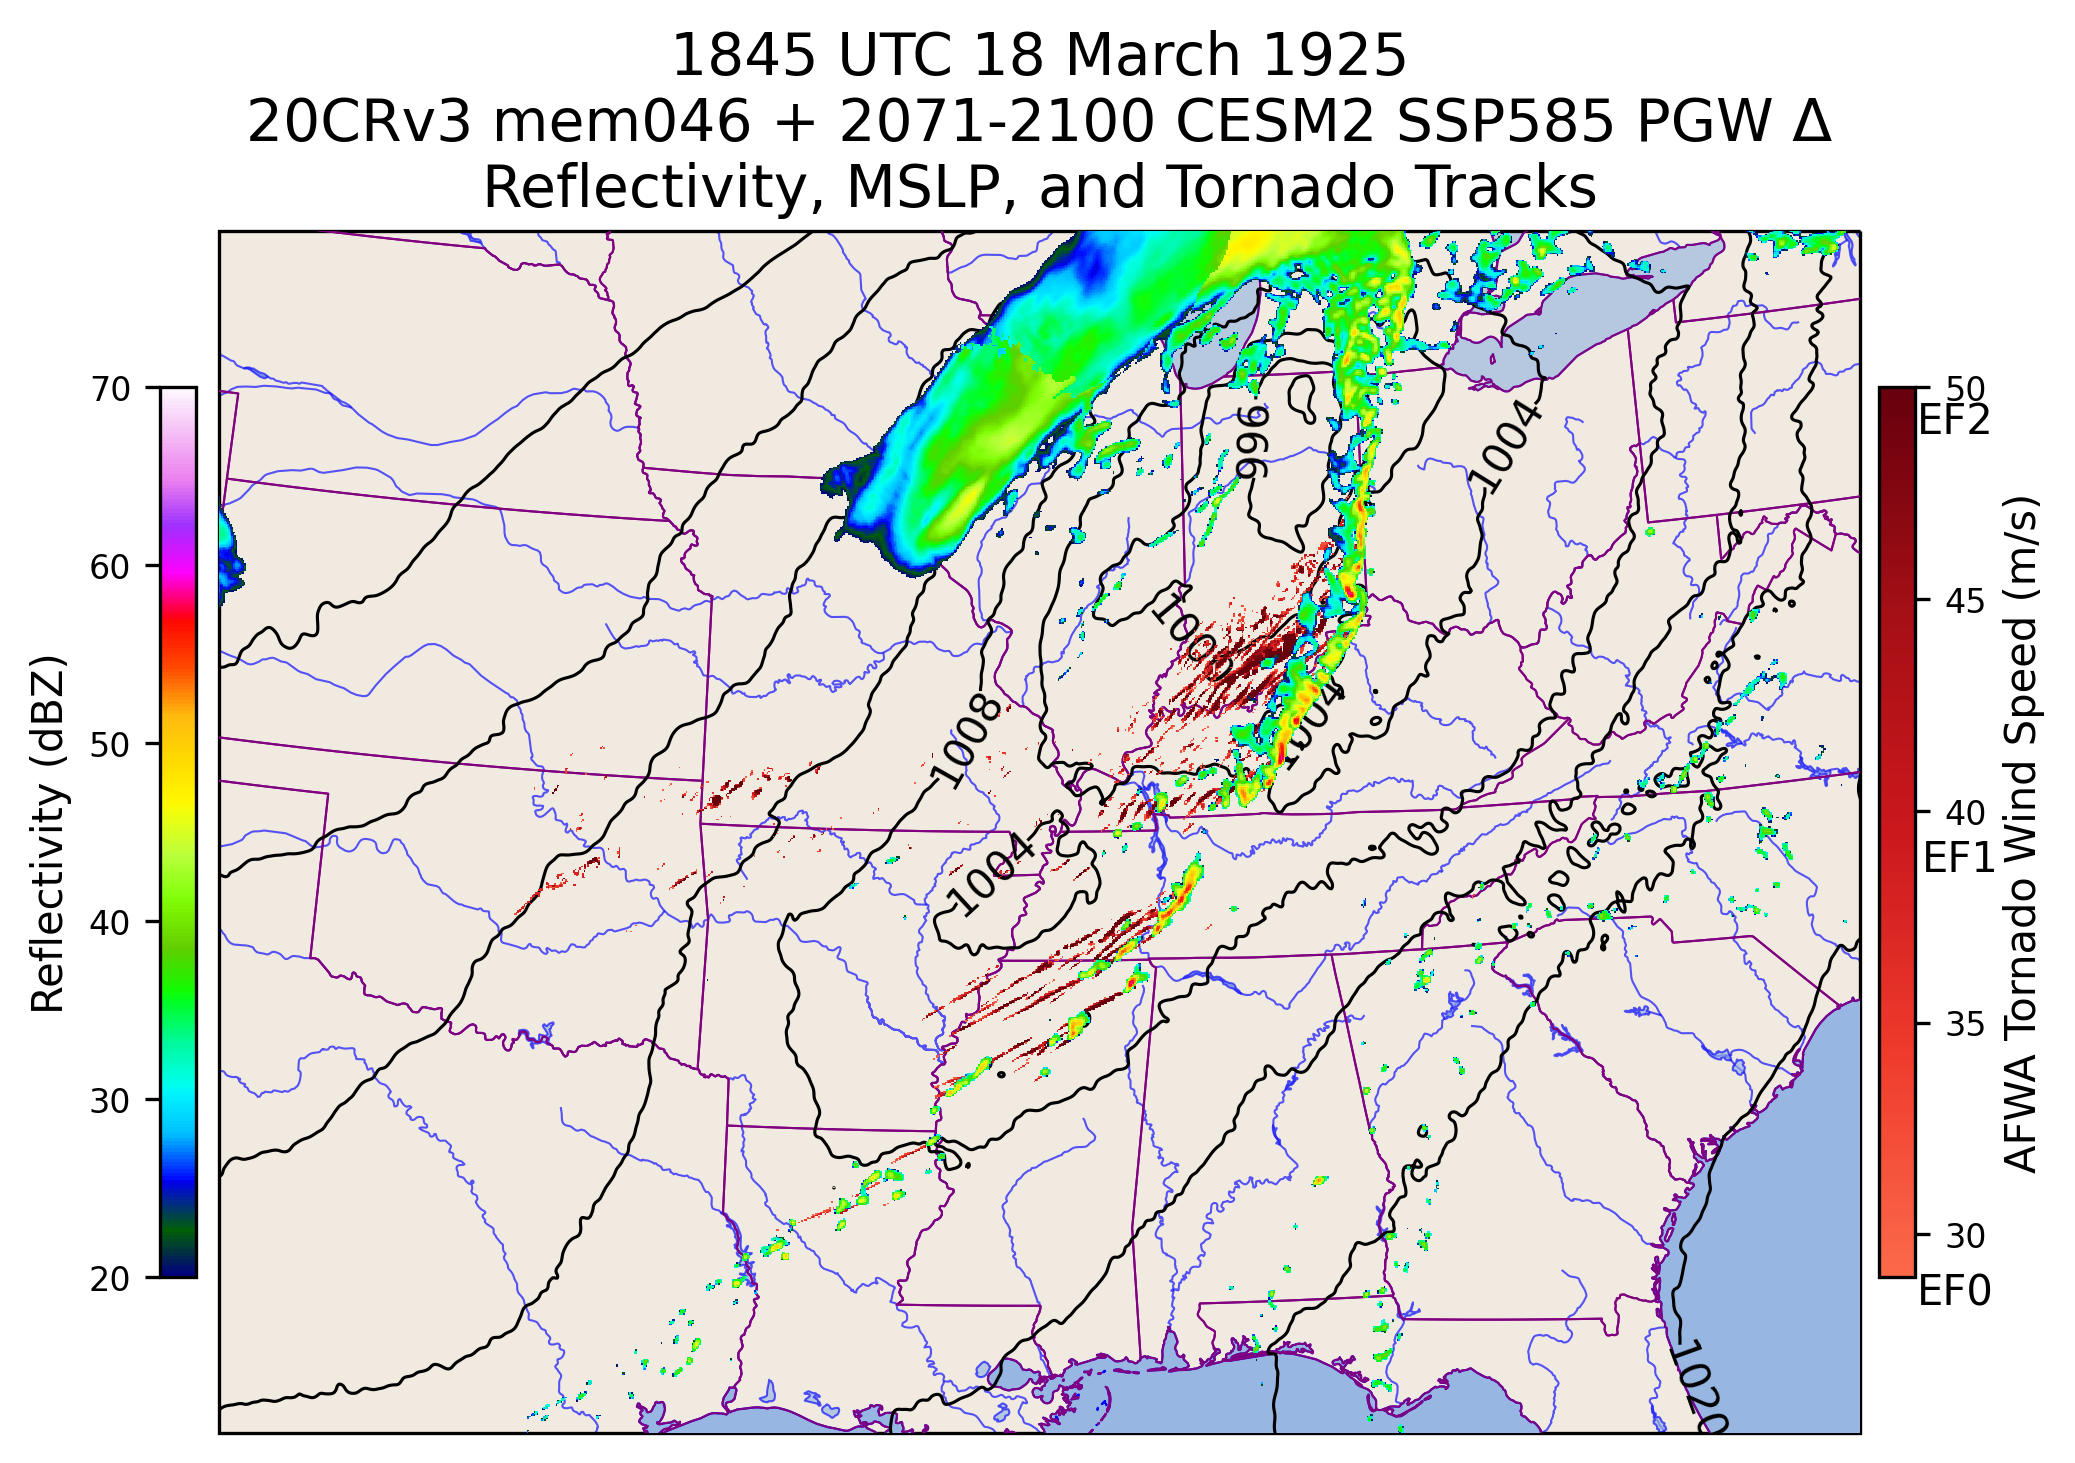 1845 UTC 18 March 1925
20CRv3 mem046 + 2071-2100 CESM2 SSP585 PGW Δ
Reflectivity, MSLP, and Tornado Tracks
Reflectivity (dBZ)
70
60
50
40
30
20
996
1004
1000
1008
1004
1004
1020
50
EF2
45
40
EF1
35
30
EF0
AFWA Tornado Wind Speed (m/s)